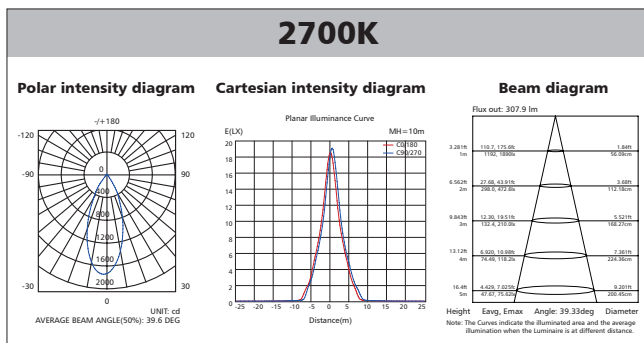 2700K
Polar intensity diagram
Cartesian intensity diagram
Beam diagram
-/+180
-120
120
-90
90
-30
30
0
0
400
800
1200
1600
2000
UNIT: cd
AVERAGE BEAM ANGLE(50%): 39.6 DEG
Planar Illuminance Curve
E(LX)
MH=10m
C0/180
C90/270
20
18
16
14
12
10
8
6
4
2
0
-25 -20 -15 -10 -5 0 5 10 15 20 25
Distance(m)
Flux out: 307.9 lm
3.281ft 110.7, 175.6fc 1.84ft
1m 1192, 1890lx 56.09cm
6.562ft 27.68, 43.91fc 3.68ft
2m 298.0, 472.6lx 112.18cm
9.843ft 12.30, 19.51fc 5.521ft
3m 132.4, 210.0lx 168.27cm
13.12ft 6.920, 10.98fc 7.361ft
4m 74.49, 118.2lx 224.36cm
16.4ft 4.429, 7.025fc 9.201ft
5m 47.67, 75.62lx 200.45cm
Height Eavg, Emax Angle: 39.33deg Diameter
Note: The Curves indicate the illuminated area and the average
illumination when the Luminaire is at different distance.